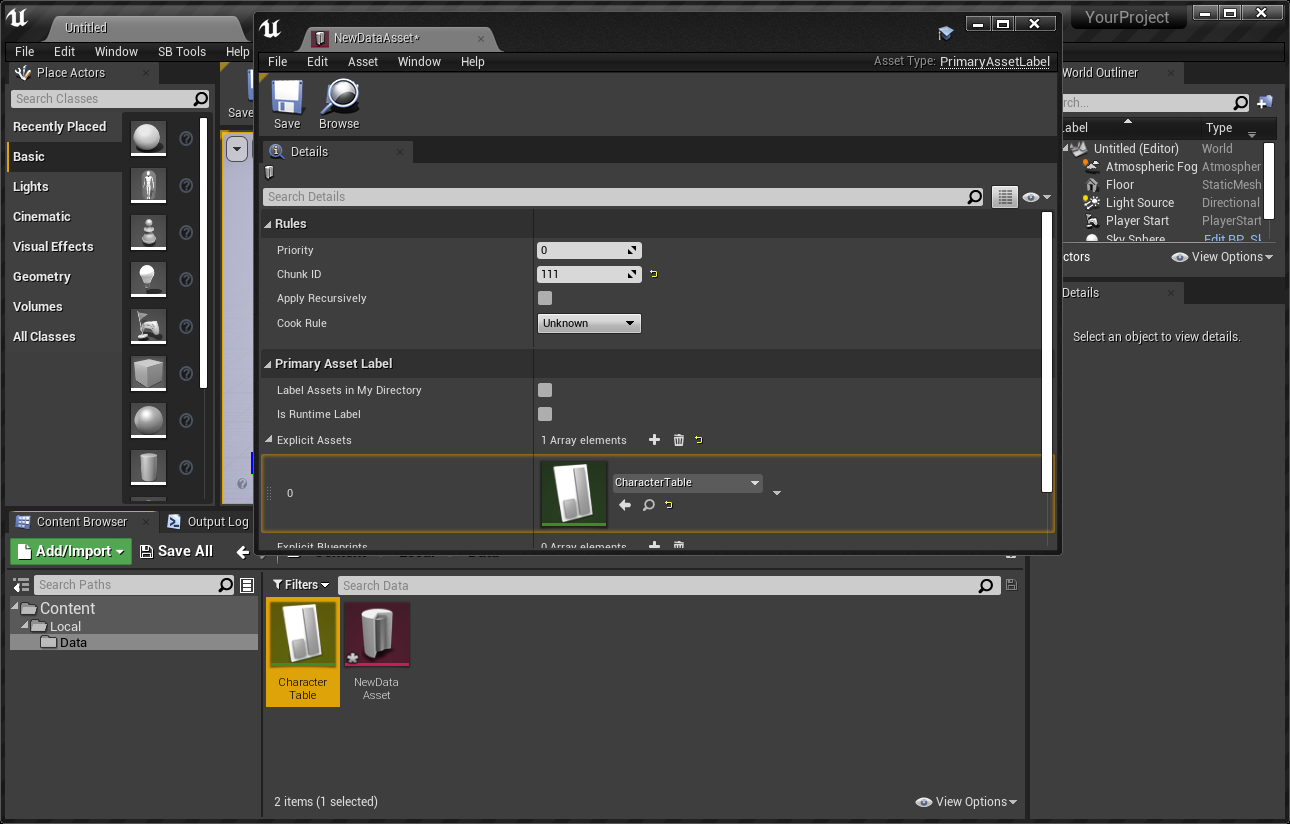 Untitled
YourProject
File Edit Window SB Tools Help
Place Actors
Search Classes
Save
Recently Placed
Basic
Lights
Cinematic
Visual Effects
Geometry
Volumes
All Classes
NewDataAsset*
File Edit Asset Window Help
Asset Type: PrimaryAssetLabel
Save Browse
Details
Search Details
Rules
Priority 0
Chunk ID 111
Apply Recursively
Cook Rule Unknown
Primary Asset Label
Label Assets in My Directory
Is Runtime Label
Explicit Assets 1 Array elements
0 CharacterTable
Explicit Blueprints 0 Array elements
World Outliner
rch...
abel Type
Untitled (Editor) World
Atmospheric Fog Atmospher
Floor StaticMesh
Light Source Directional
Player Start PlayerStart
Sky Sphere Edit BP_Sl
ctors View Options
Details
Select an object to view details.
Content Browser Output Log
Add/Import Save All
Content Local Data
Search Paths
Content
Local
Data
Filters Search Data
Character
Table
NewData
Asset
2 items (1 selected) View Options